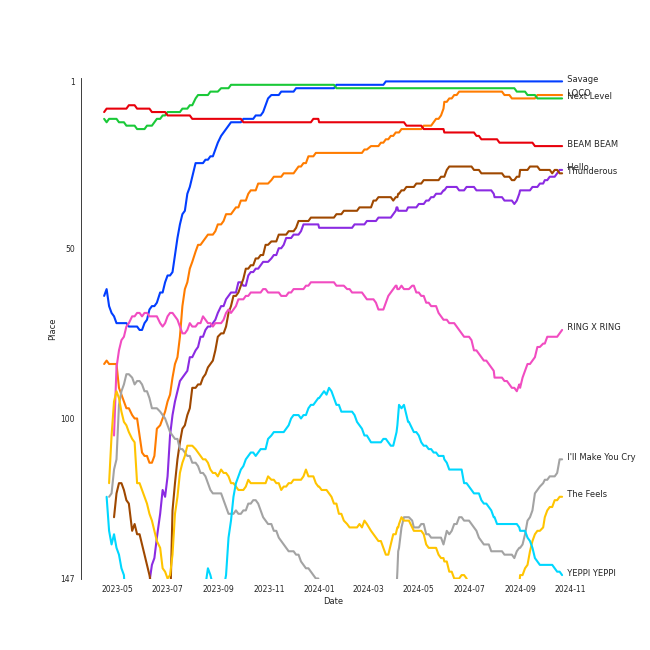 1
50
100
147
Place
2023-05
2023-07
2023-09
2023-11
2024-01
2024-03
2024-05
2024-07
2024-09
2024-11
Date
Savage
LOCO
Next Level
BEAM BEAM
Hello
Thunderous
RING X RING
I'll Make You Cry
The Feels
YEPPI YEPPI